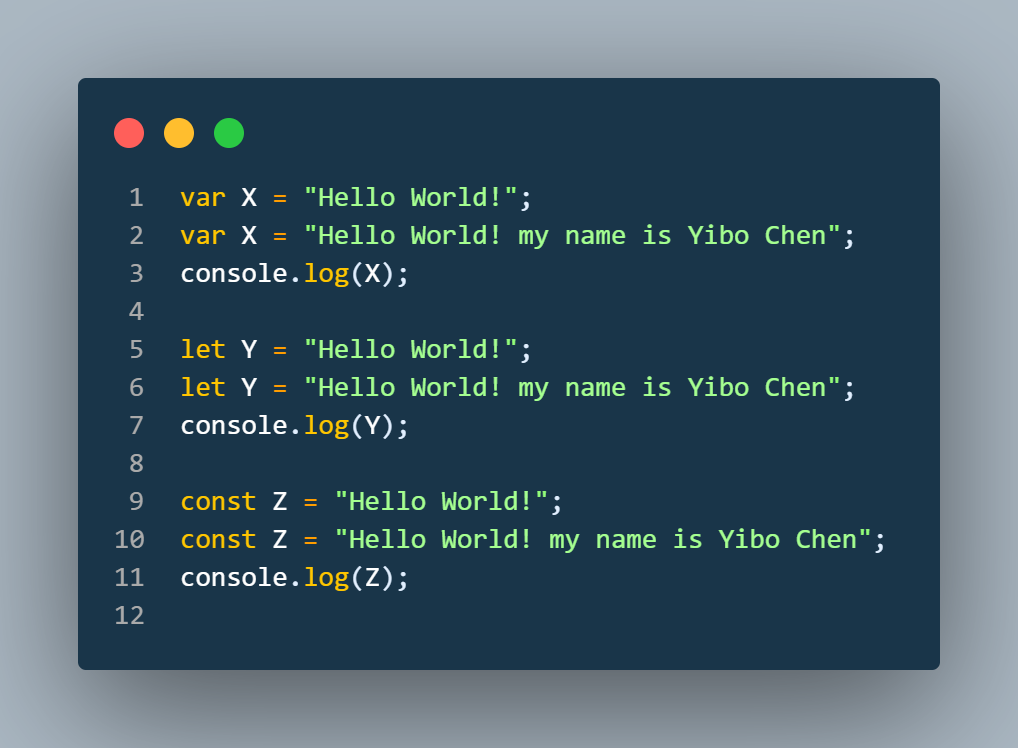 1 var X = "Hello World!";
2 var X = "Hello World! my name is Yibo Chen";
3 console.log(X);
4
5 let Y = "Hello World!";
6 let Y = "Hello World! my name is Yibo Chen";
7 console.log(Y);
8
9 const Z = "Hello World!";
10 const Z = "Hello World! my name is Yibo Chen";
11 console.log(Z);
12